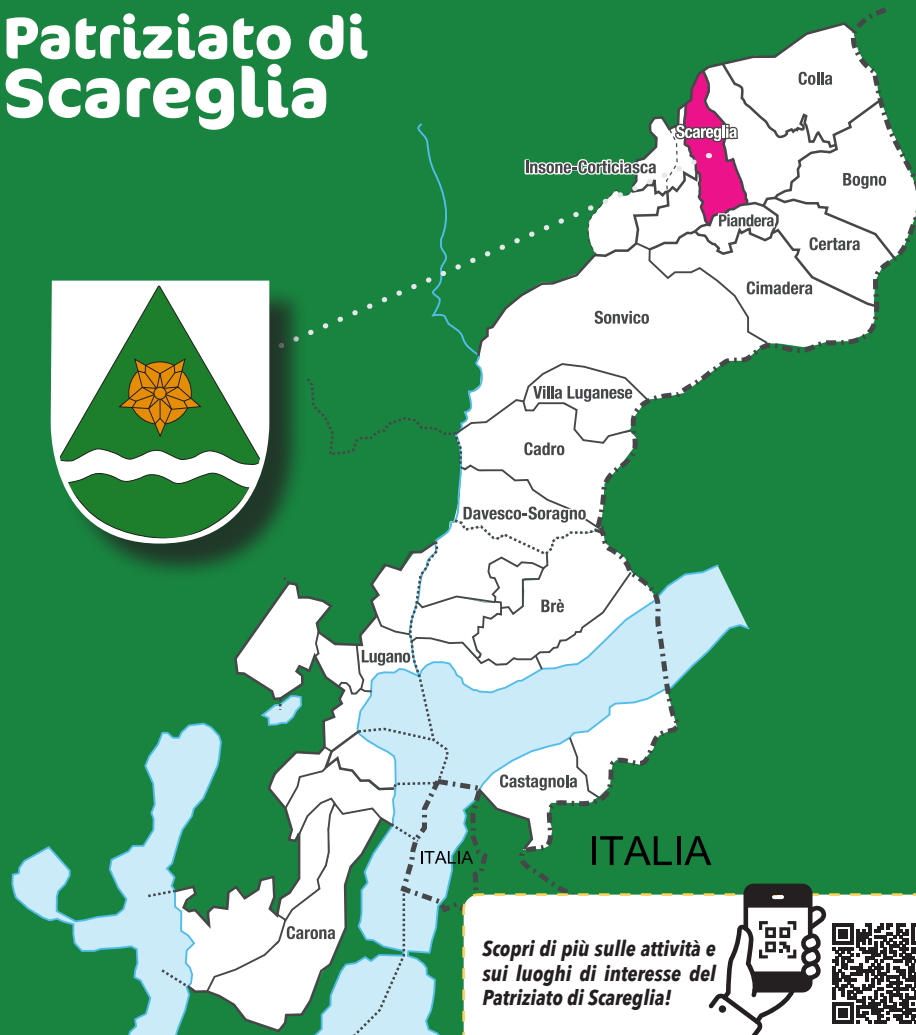 Patriziato di
Scareglia
Colla
Scareglia
Insone-Corticiasca
Bogno
Piandera
Certara
Cimadera
Sonvico
Villa Luganese
Cadro
Davesco-Soragno
Brè
Lugano
Castagnola
ITALIA
ITALIA
Carona
Scopri di più sulle attività e
sui luoghi di interesse del
Patriziato di Scareglia!